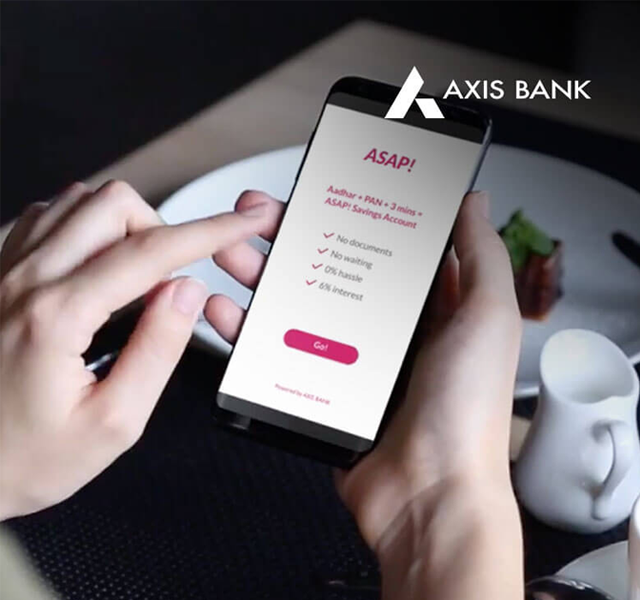 AXIS BANK
ASAP!
Aadhar + PAN + 3 mins =
ASAP! Savings Account
No documents
No waiting
0% hassle
6% interest
Go!
Powered by AXIS BANK